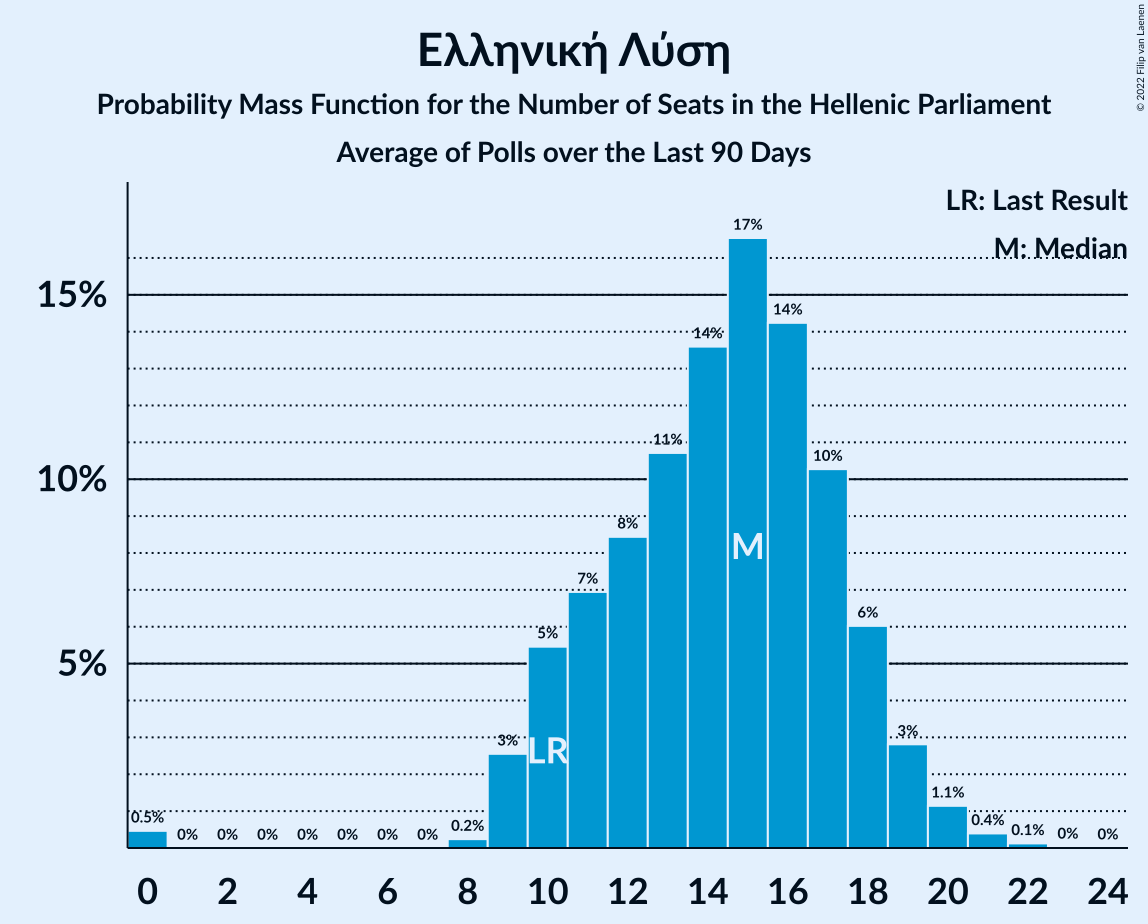 Ελληνική Λύση
Probability Mass Function for the Number of Seats in the Hellenic Parliament
Average of Polls over the Last 90 Days
© 2022 Filip van Laenen
LR: Last Result
M: Median
15%
10%
5%
0.5% 0% 0% 0% 0% 0% 0% 0% 0.2% 3% 5% 7% 8% 11% 14% 17% 14% 10% 6% 3% 1.1% 0.4% 0.1% 0% 0%
LR
M
0 2 4 6 8 10 12 14 16 18 20 22 24